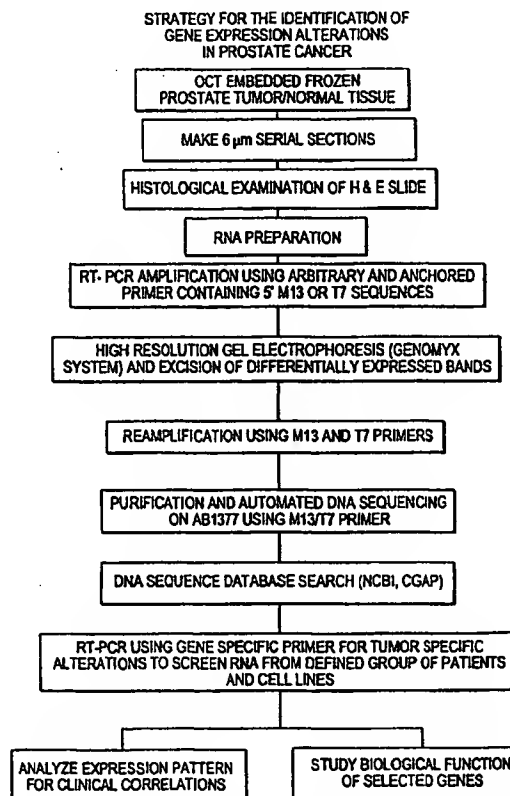 STRATEGY FOR THE IDENTIFICATION OF
GENE EXPRESSION ALTERATIONS
IN PROSTATE CANCER
OCT EMBEDDED FROZEN
PROSTATE TUMOR/NORMAL TISSUE
MAKE 6 µm SERIAL SECTIONS
HISTOLOGICAL EXAMINATION OF H & E SLIDE
RNA PREPARATION
RT- PCR AMPLIFICATION USING ARBITRARY AND ANCHORED
PRIMER CONTAINING 5' M13 OR T7 SEQUENCES
HIGH RESOLUTION GEL ELECTROPHORESIS (GENOMYX
SYSTEM) AND EXCISION OF DIFFERENTIALLY EXPRESSED BANDS
REAMPLIFICATION USING M13 AND T7 PRIMERS
PURIFICATION AND AUTOMATED DNA SEQUENCING
ON AB1377 USING M13/T7 PRIMER
DNA SEQUENCE DATABASE SEARCH (NCBI, CGAP)
RT-PCR USING GENE SPECIFIC PRIMER FOR TUMOR SPECIFIC
ALTERATIONS TO SCREEN RNA FROM DEFINED GROUP OF PATIENTS
AND CELL LINES
ANALYZE EXPRESSION PATTERN
FOR CLINICAL CORRELATIONS
STUDY BIOLOGICAL FUNCTION
OF SELECTED GENES